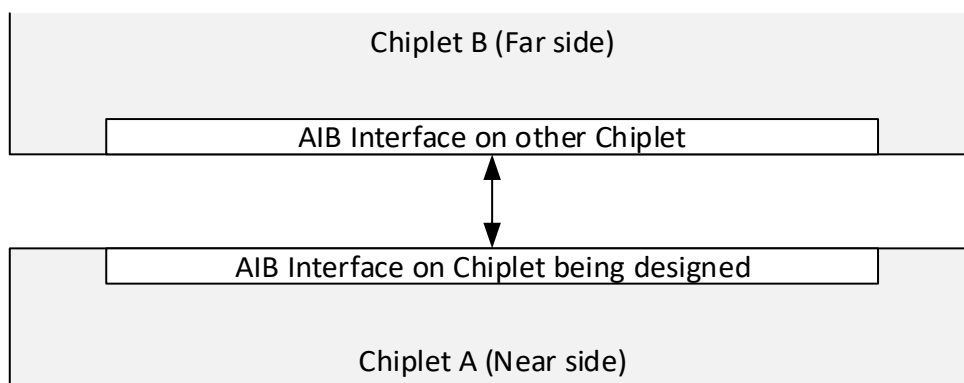 Chiplet B (Far side)
AIB Interface on other Chiplet
AIB Interface on Chiplet being designed
Chiplet A (Near side)